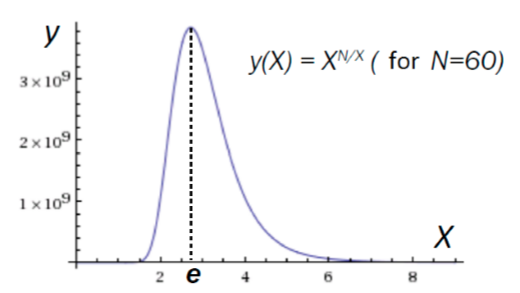 y
y(X) = X^N/X ( for N=60)
3×10⁹
2×10⁹
1×10⁹
X
2 e 4 6 8